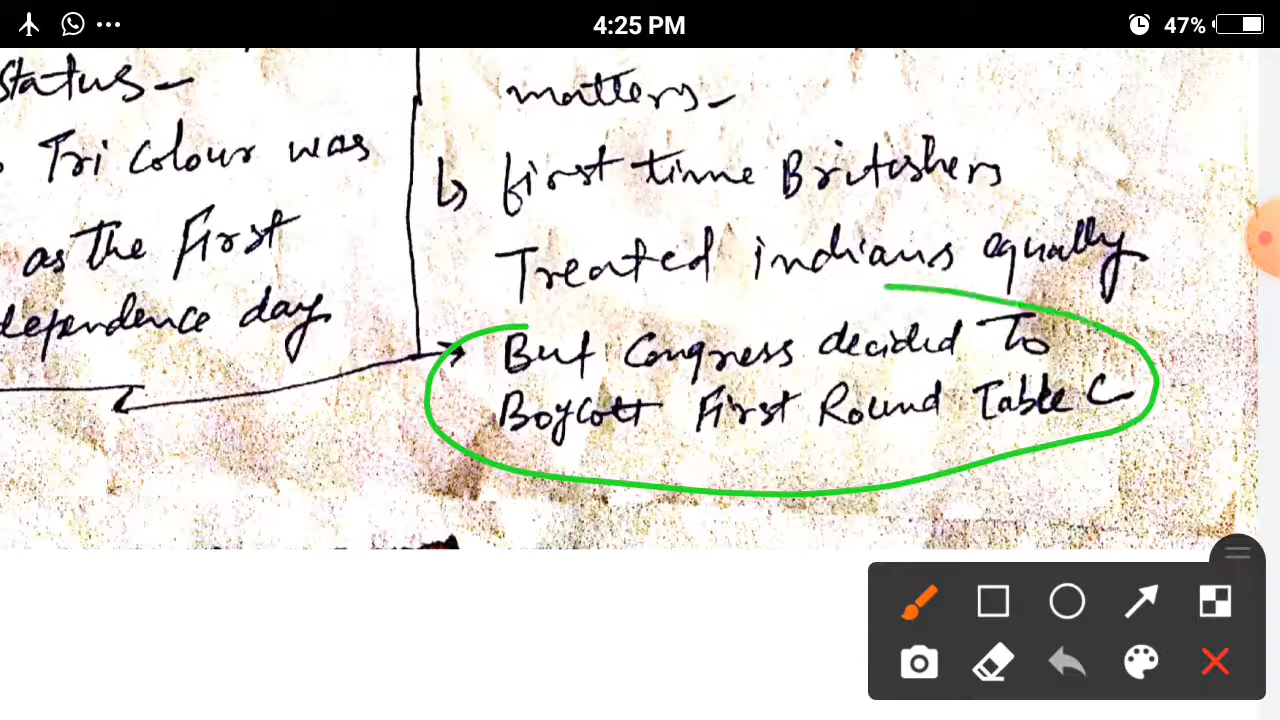 4:25 PM
47%
Status-
Tri Colour was
as the First
dependence day
matters-
↳ first time Britishers
Treated indians equally
→ But Congress decided To
Boycott First Round Table C